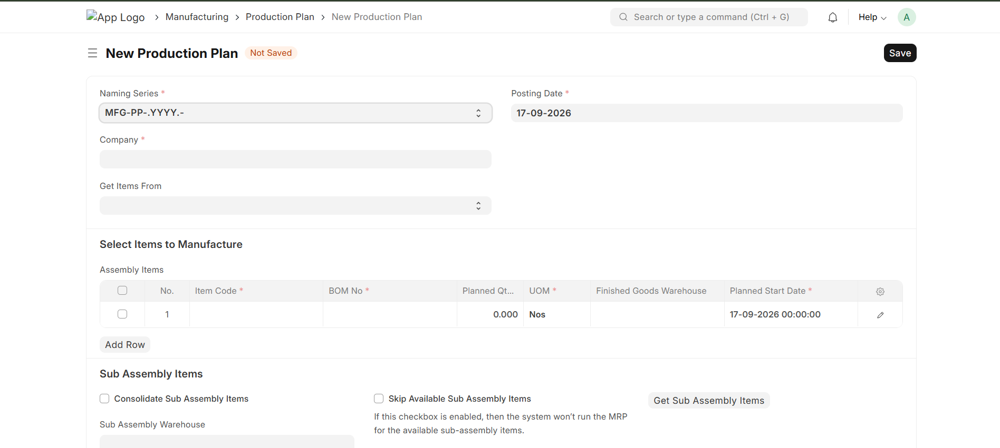 App Logo > Manufacturing > Production Plan > New Production Plan
Search or type a command (Ctrl + G)
Help
A
New Production Plan
Not Saved
Save
Naming Series *
MFG-PP-.YYYY.-
Posting Date *
17-09-2026
Company *
Get Items From
Select Items to Manufacture
Assembly Items
No. Item Code * BOM No * Planned Qt... UOM * Finished Goods Warehouse Planned Start Date *
1 0.000 Nos 17-09-2026 00:00:00
Add Row
Sub Assembly Items
Consolidate Sub Assembly Items
Sub Assembly Warehouse
Skip Available Sub Assembly Items
If this checkbox is enabled, then the system won’t run the MRP
for the available sub-assembly items.
Get Sub Assembly Items